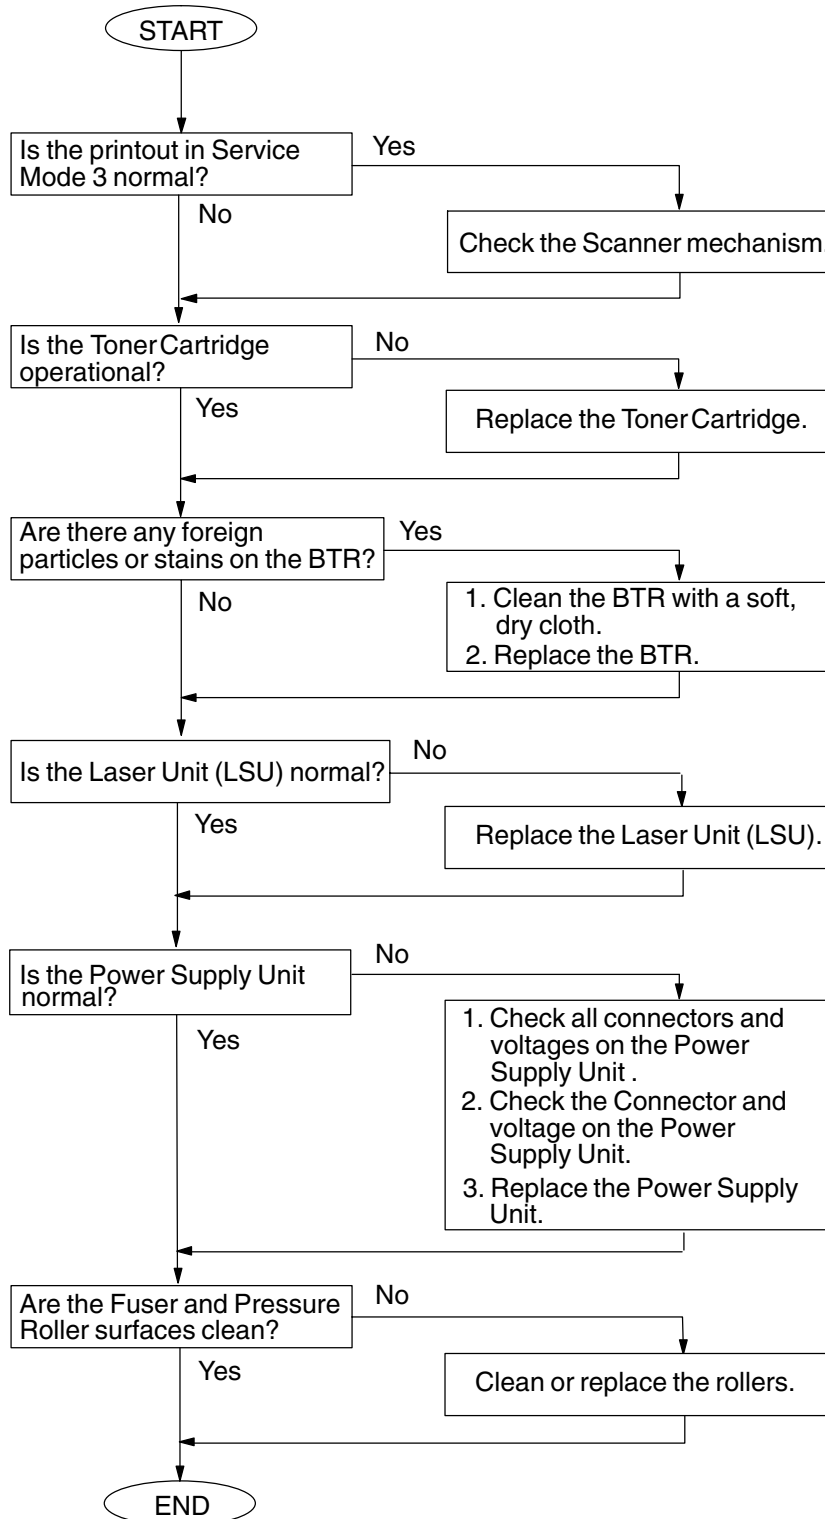 START
Is the printout in Service
Mode 3 normal?
Yes
No
Check the Scanner mechanism.
Is the Toner Cartridge
operational?
No
Yes
Replace the Toner Cartridge.
Are there any foreign
particles or stains on the BTR?
Yes
No
1. Clean the BTR with a soft,
dry cloth.
2. Replace the BTR.
Is the Laser Unit (LSU) normal?
No
Yes
Replace the Laser Unit (LSU).
Is the Power Supply Unit
normal?
No
Yes
1. Check all connectors and
voltages on the Power
Supply Unit .
2. Check the Connector and
voltage on the Power
Supply Unit.
3. Replace the Power Supply
Unit.
Are the Fuser and Pressure
Roller surfaces clean?
No
Yes
Clean or replace the rollers.
END